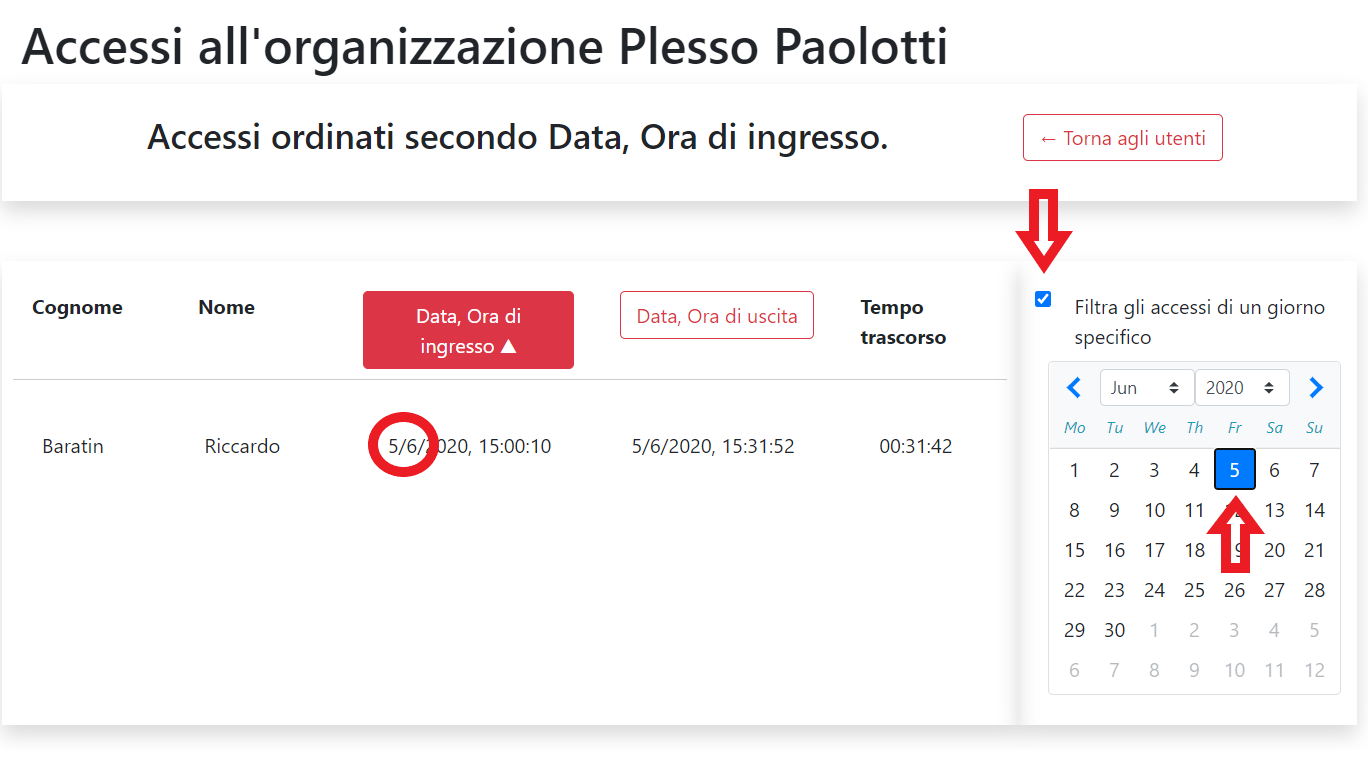 Accessi all'organizzazione Plesso Paolotti
Accessi ordinati secondo Data, Ora di ingresso.
← Torna agli utenti
Cognome
Nome
Data, Ora di
ingresso ▲
Data, Ora di uscita
Tempo
trascorso
Baratin
Riccardo
5/6/2020, 15:00:10
5/6/2020, 15:31:52
00:31:42
Filtra gli accessi di un giorno
specifico
Jun 2020
Mo Tu We Th Fr Sa Su
1 2 3 4 5 6 7
8 9 10 11 12 13 14
15 16 17 18 19 20 21
22 23 24 25 26 27 28
29 30 1 2 3 4 5
6 7 8 9 10 11 12